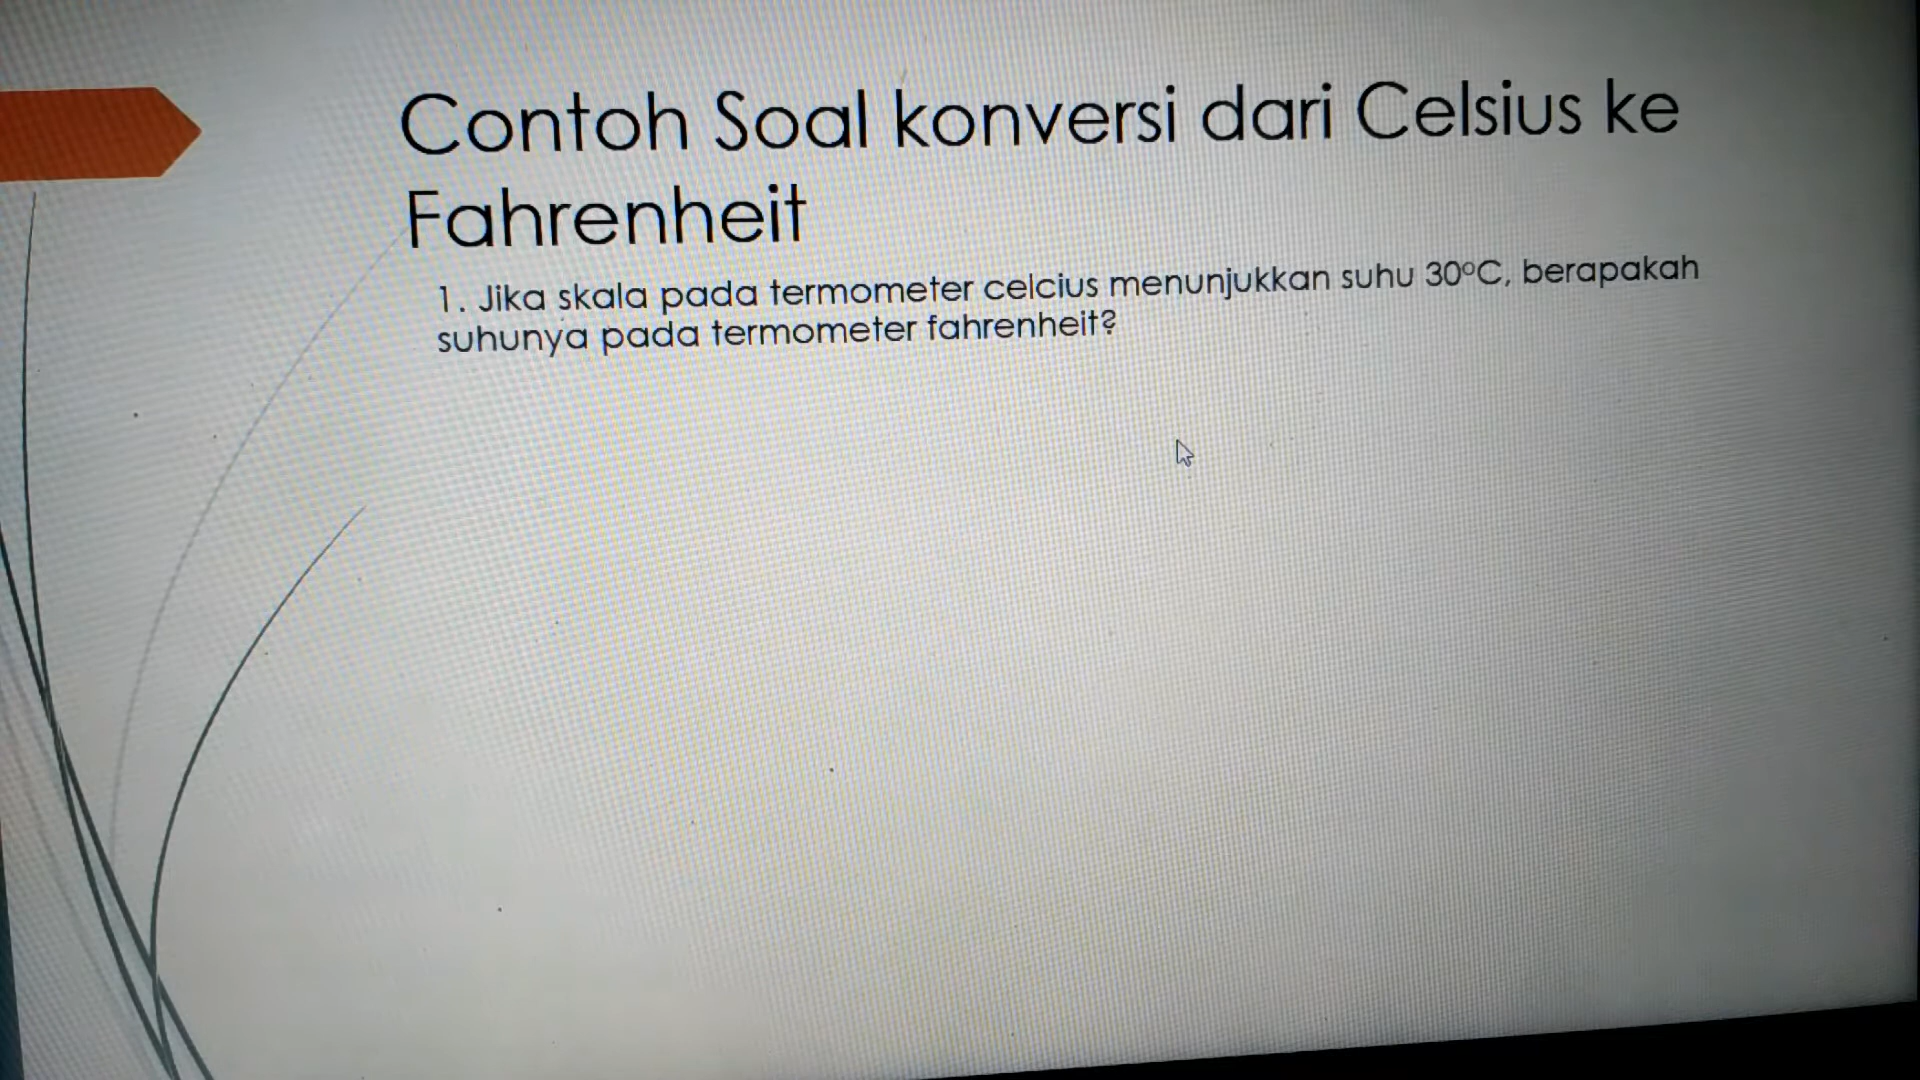 Contoh Soal konversi dari Celsius ke
Fahrenheit
1. Jika skala pada termometer celcius menunjukkan suhu 30°C, berapakah
suhunya pada termometer fahrenheit?